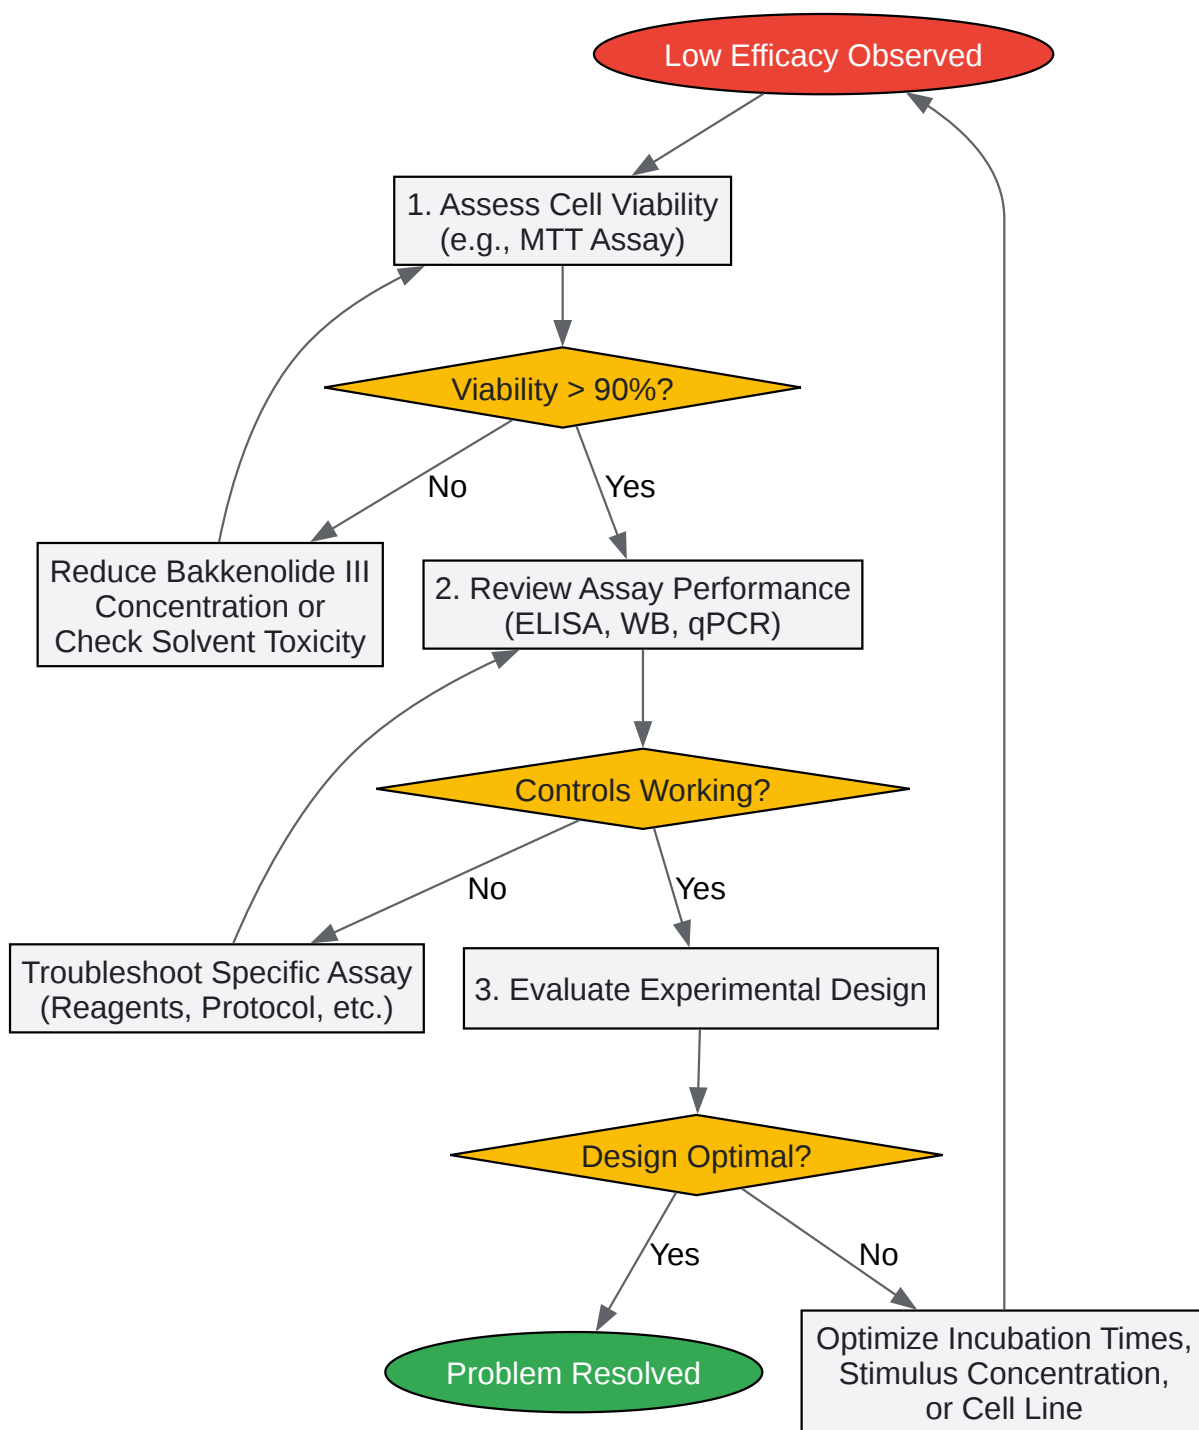 Low Efficacy Observed
1. Assess Cell Viability
(e.g., MTT Assay)
Viability > 90%?
No
Yes
Reduce Bakkenolide III
Concentration or
Check Solvent Toxicity
2. Review Assay Performance
(ELISA, WB, qPCR)
Controls Working?
No
Yes
Troubleshoot Specific Assay
(Reagents, Protocol, etc.)
3. Evaluate Experimental Design
Design Optimal?
Yes
No
Problem Resolved
Optimize Incubation Times,
Stimulus Concentration,
or Cell Line